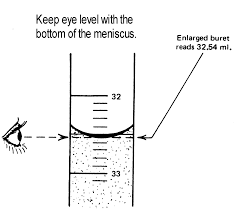 Keep eye level with the
bottom of the meniscus.
Enlarged buret
reads 32.54 ml.
32
33